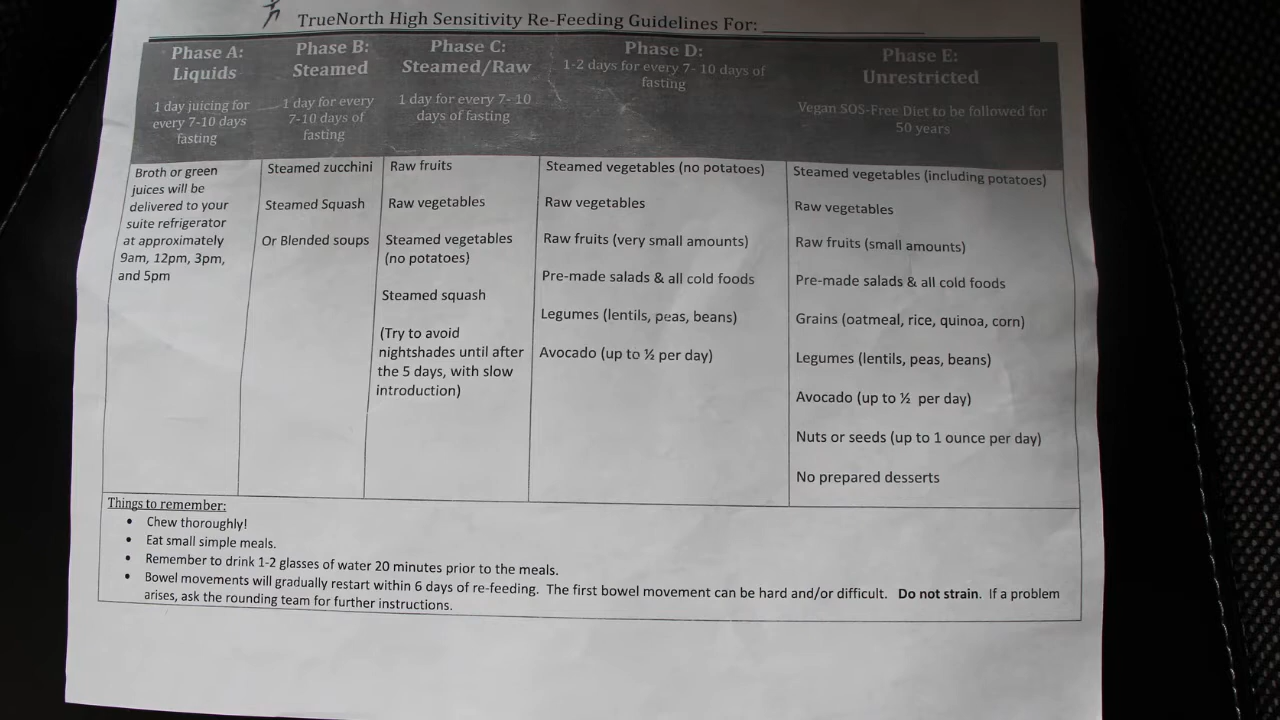 TrueNorth High Sensitivity Re-Feeding Guidelines For:
Phase A:
Liquids
1 day juicing for
every 7-10 days
fasting
Phase B:
Steamed
1 day for every
7-10 days of
fasting
Phase C:
Steamed/Raw
1 day for every 7- 10
days of fasting
Phase D:
1-2 days for every 7- 10 days of
fasting
Phase E:
Unrestricted
Vegan SOS-Free Diet to be followed for
50 years
Broth or green
juices will be
delivered to your
suite refrigerator
at approximately
9am, 12pm, 3pm,
and 5pm
Steamed zucchini
Steamed Squash
Or Blended soups
Raw fruits
Raw vegetables
Steamed vegetables
(no potatoes)
Steamed squash
(Try to avoid
nightshades until after
the 5 days, with slow
introduction)
Steamed vegetables (no potatoes)
Raw vegetables
Raw fruits (very small amounts)
Pre-made salads & all cold foods
Legumes (lentils, peas, beans)
Avocado (up to ½ per day)
Steamed vegetables (including potatoes)
Raw vegetables
Raw fruits (small amounts)
Pre-made salads & all cold foods
Grains (oatmeal, rice, quinoa, corn)
Legumes (lentils, peas, beans)
Avocado (up to ½ per day)
Nuts or seeds (up to 1 ounce per day)
No prepared desserts
Things to remember:
• Chew thoroughly!
• Eat small simple meals.
• Remember to drink 1-2 glasses of water 20 minutes prior to the meals.
• Bowel movements will gradually restart within 6 days of re-feeding. The first bowel movement can be hard and/or difficult. Do not strain. If a problem
arises, ask the rounding team for further instructions.